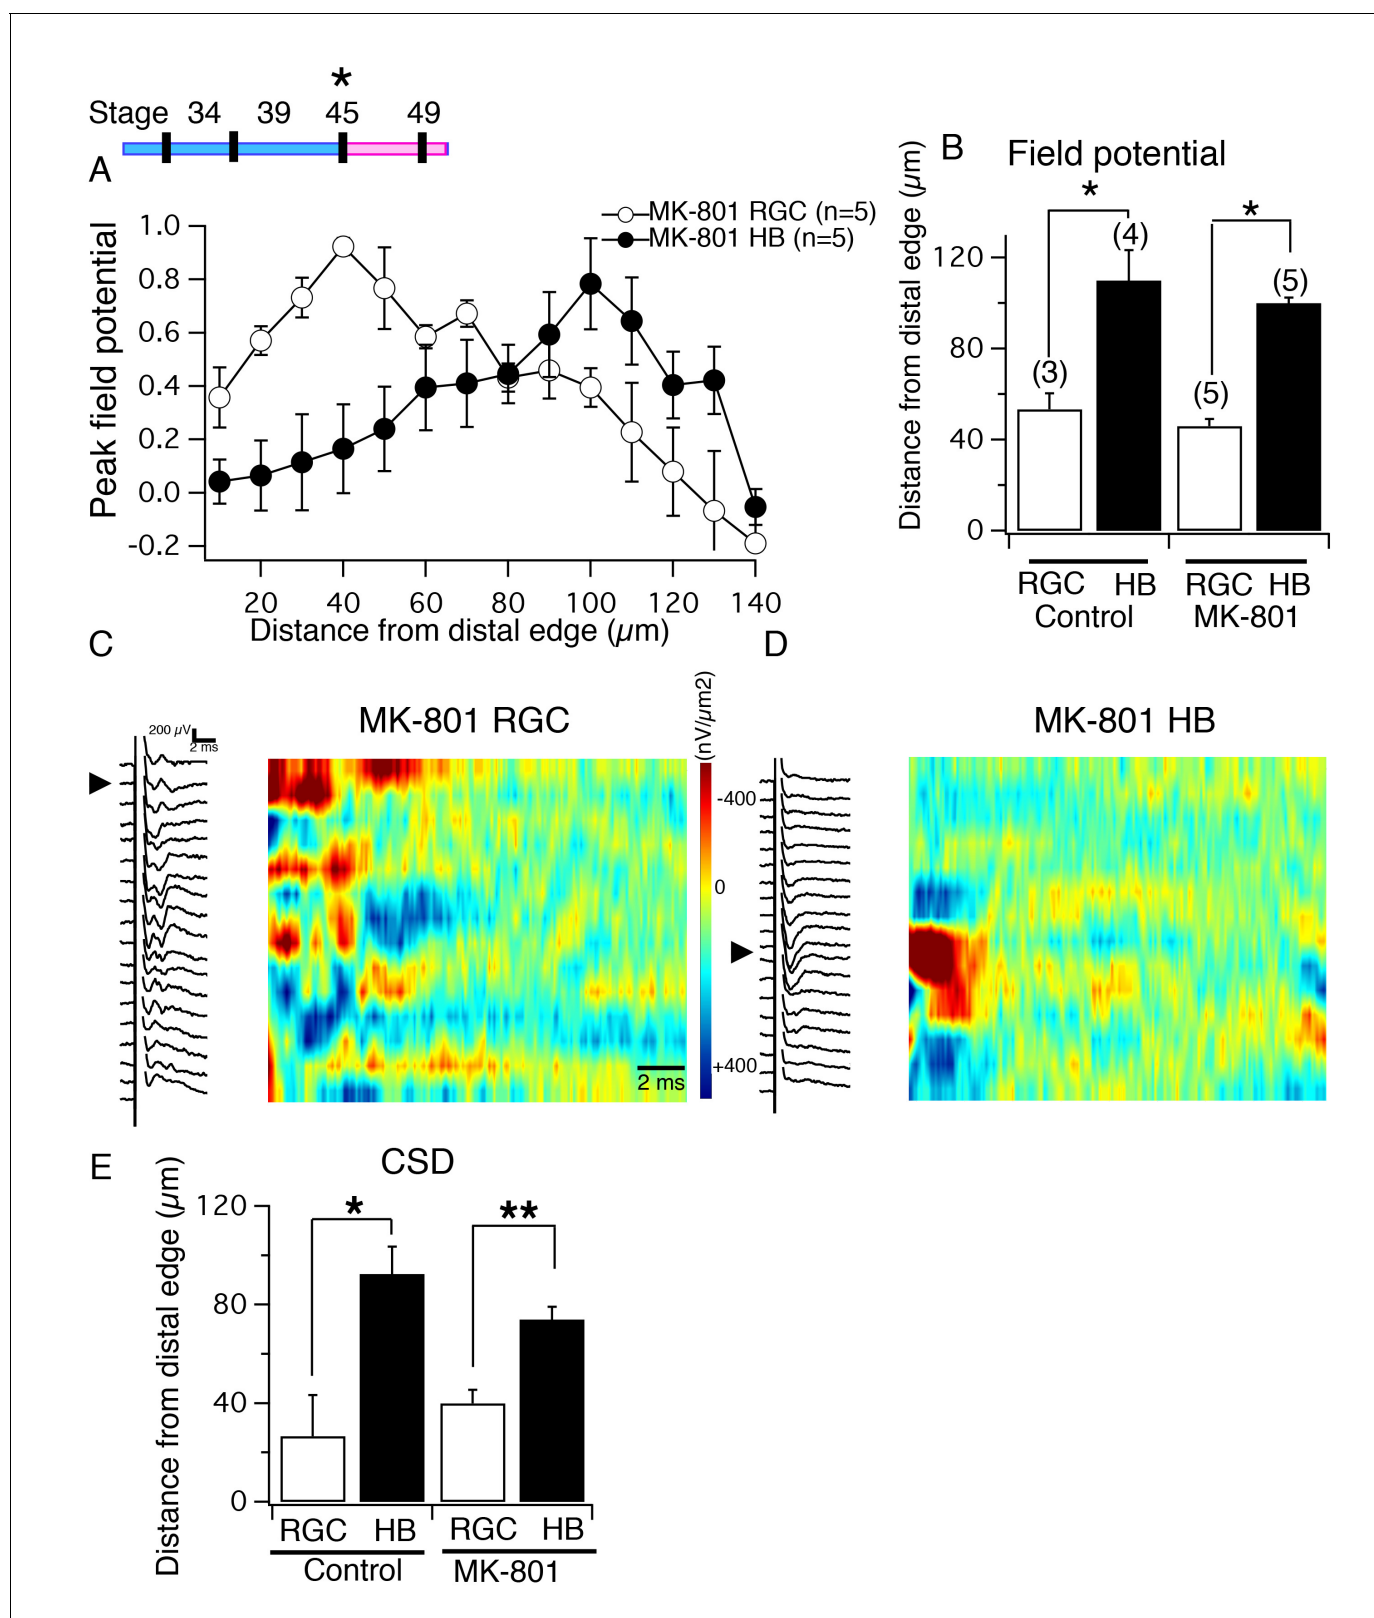 *
Stage 34 39 45 49
A
MK-801 RGC (n=5)
MK-801 HB (n=5)
Peak field potential
1.0
0.8
0.6
0.4
0.2
0.0
-0.2
20 40 60 80 100 120 140
Distance from distal edge (µm)
B
Field potential
Distance from distal edge (µm)
120
80
40
0
* *
(3) (4) (5) (5)
RGC HB RGC HB
Control MK-801
C
200 µV
2 ms
MK-801 RGC
2 ms
(nV/µm2)
-400
0
+400
D
MK-801 HB
E
CSD
Distance from distal edge (µm)
120
80
40
0
* **
RGC HB RGC HB
Control MK-801